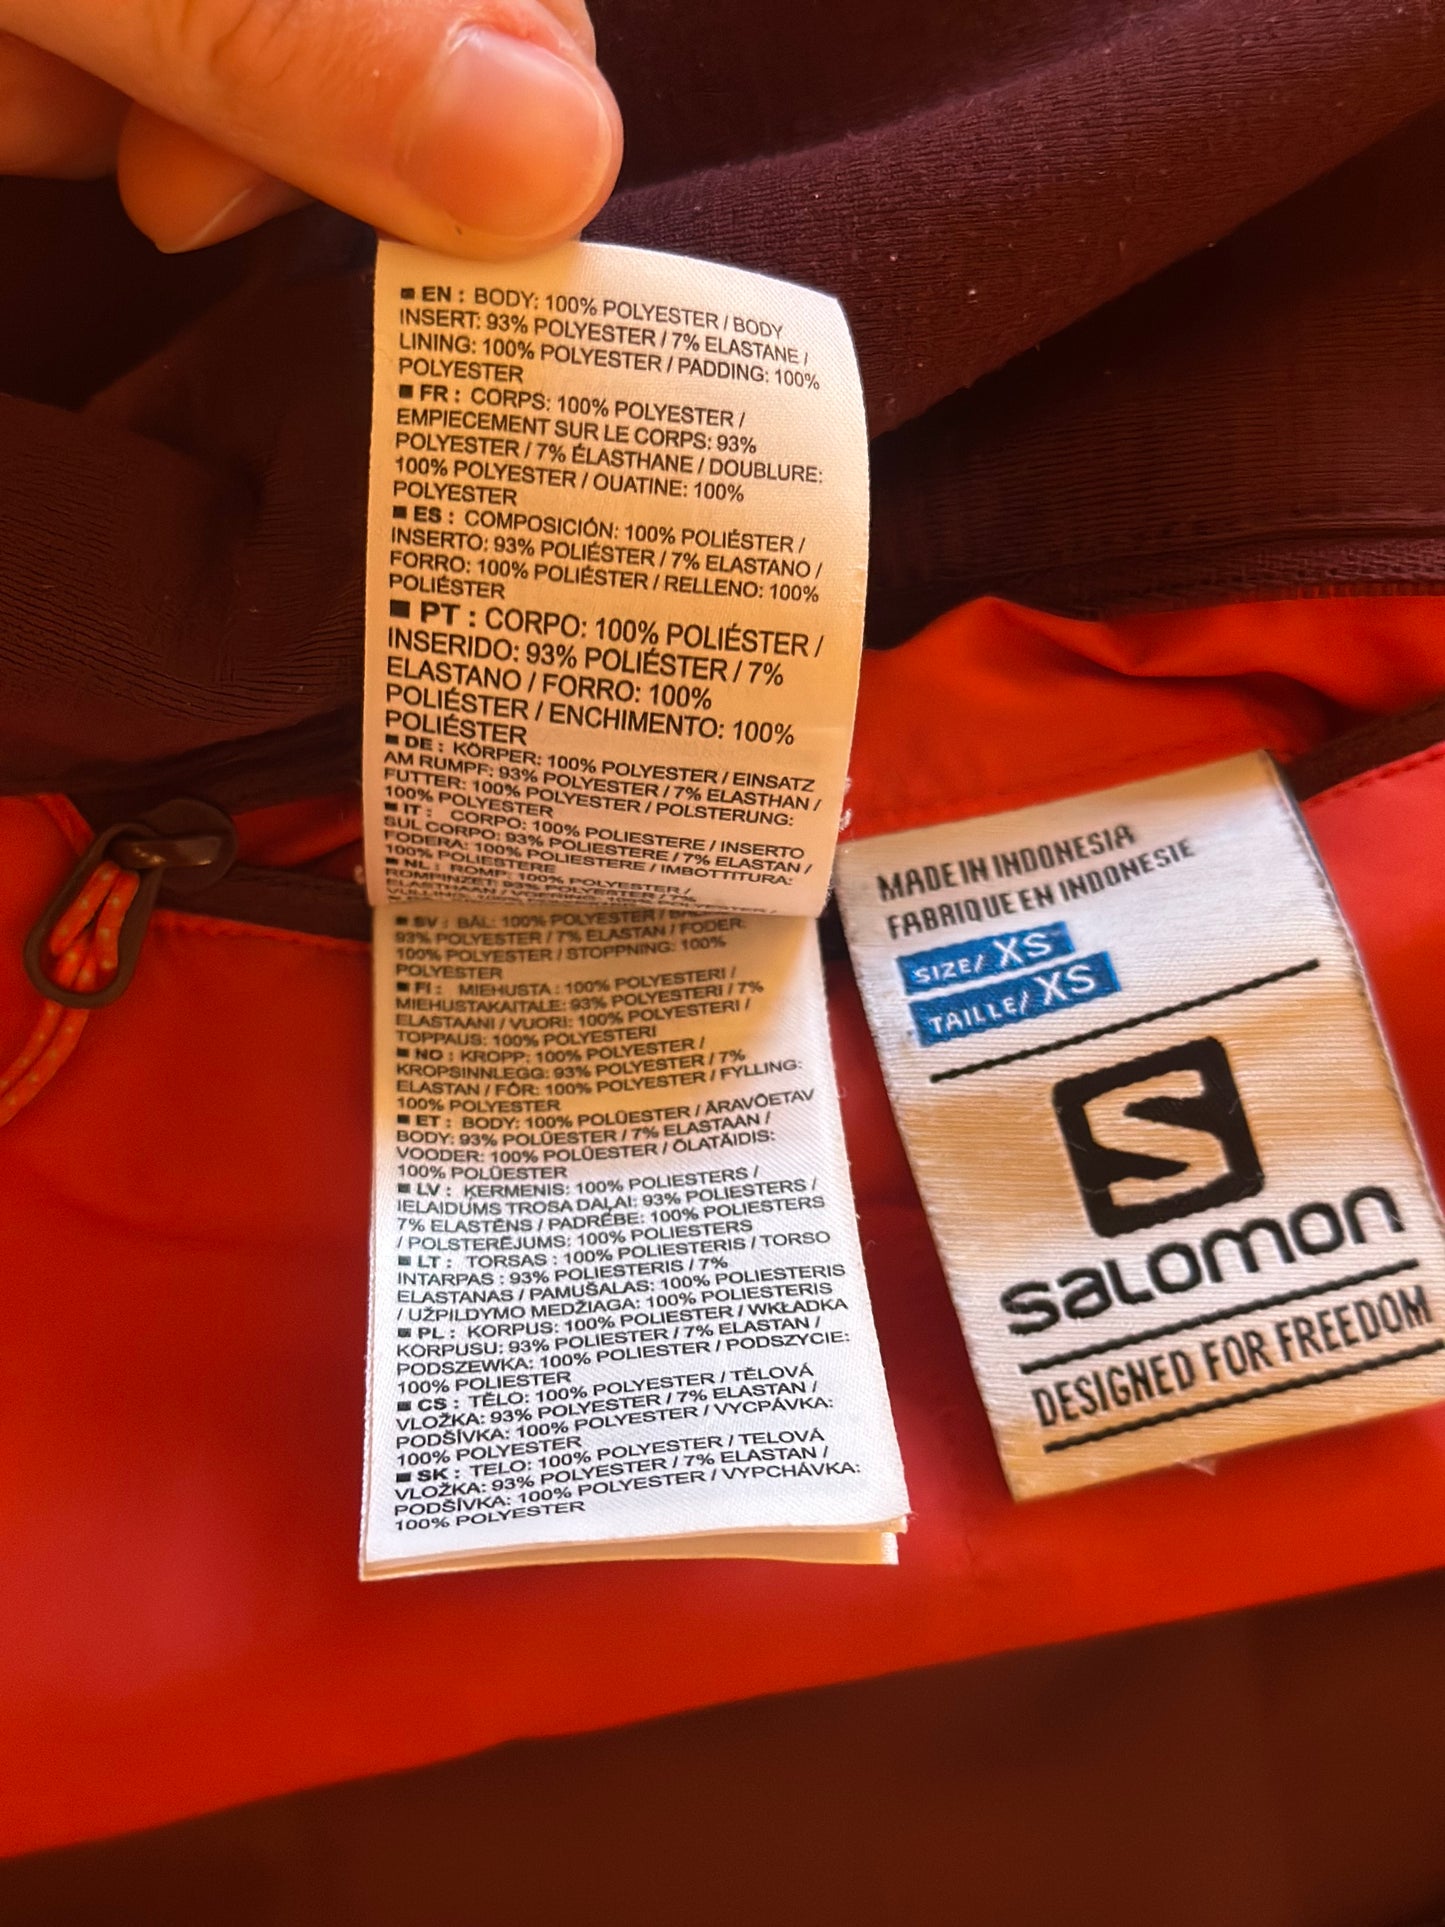 ■ EN : BODY: 100% POLYESTER / BODY
INSERT: 93% POLYESTER / 7% ELASTANE /
LINING: 100% POLYESTER / PADDING: 100%
POLYESTER
■ FR : CORPS: 100% POLYESTER /
EMPIECEMENT SUR LE CORPS: 93%
POLYESTER / 7% ÉLASTHANE / DOUBLURE:
100% POLYESTER / OUATINE: 100%
POLYESTER
■ ES : COMPOSICIÓN: 100% POLIÉSTER /
INSERTO: 93% POLIÉSTER / 7% ELASTANO /
FORRO: 100% POLIÉSTER / RELLENO: 100%
POLIÉSTER
■ PT : CORPO: 100% POLIÉSTER /
INSERIDO: 93% POLIÉSTER / 7%
ELASTANO / FORRO: 100%
POLIÉSTER / ENCHIMENTO: 100%
POLIÉSTER
■ DE : KÖRPER: 100% POLYESTER / EINSATZ
AM RUMPF: 93% POLYESTER / 7% ELASTHAN /
FUTTER: 100% POLYESTER / POLSTERUNG:
100% POLYESTER
■ IT : CORPO: 100% POLIESTERE / INSERTO
SUL CORPO: 93% POLIESTERE / 7% ELASTAN /
FODERA: 100% POLIESTERE / IMBOTTITURA:
100% POLIESTERE
■ NL : ROMP: 100% POLYESTER /
ROMPINZET: 93% POLYESTER / 7%
■ SV : BÅL: 100% POLYESTER /
93% POLYESTER / 7% ELASTAN / FODER:
100% POLYESTER / STOPPNING: 100%
POLYESTER
■ FI : MIEHUSTA : 100% POLYESTERI /
MIEHUSTAKAITALE: 93% POLYESTERI / 7%
ELASTAANI / VUORI: 100% POLYESTERI /
TOPPAUS: 100% POLYESTERI
■ NO : KROPP: 100% POLYESTER /
KROPSINNLEGG: 93% POLYESTER / 7%
ELASTAN / FÔR: 100% POLYESTER / FYLLING:
100% POLYESTER
■ ET : BODY: 100% POLÜESTER / ÄRAVÕETAV
BODY: 93% POLÜESTER / 7% ELASTAAN /
VOODER: 100% POLÜESTER / ÕLATÄIDIS:
100% POLÜESTER
■ LV : ĶERMENIS: 100% POLIESTERS /
IELAIDUMS TROSA DAĻAI: 93% POLIESTERS /
7% ELASTĒNS / PADRĒBE: 100% POLIESTERS
/ POLSTERĒJUMS: 100% POLIESTERS
■ LT : TORSAS : 100% POLIESTERIS / TORSO
INTARPAS : 93% POLIESTERIS / 7%
ELASTANAS / PAMUŠALAS: 100% POLIESTERIS
/ UŽPILDYMO MEDŽIAGA: 100% POLIESTERIS
■ PL : KORPUS: 100% POLIESTER / WKŁADKA
KORPUSU: 93% POLIESTER / 7% ELASTAN /
PODSZEWKA: 100% POLIESTER / PODSZYCIE:
100% POLIESTER
■ CS : TĚLO: 100% POLYESTER / TĚLOVÁ
VLOŽKA: 93% POLYESTER / 7% ELASTAN /
PODŠÍVKA: 100% POLYESTER / VYCPÁVKA:
100% POLYESTER
■ SK : TELO: 100% POLYESTER / TELOVÁ
VLOŽKA: 93% POLYESTER / 7% ELASTAN /
PODŠÍVKA: 100% POLYESTER / VYPCHÁVKA:
100% POLYESTER
MADE IN INDONESIA
FABRIQUE EN INDONESIE
SIZE/ XS
TAILLE/ XS
S
SALOMON
DESIGNED FOR FREEDOM